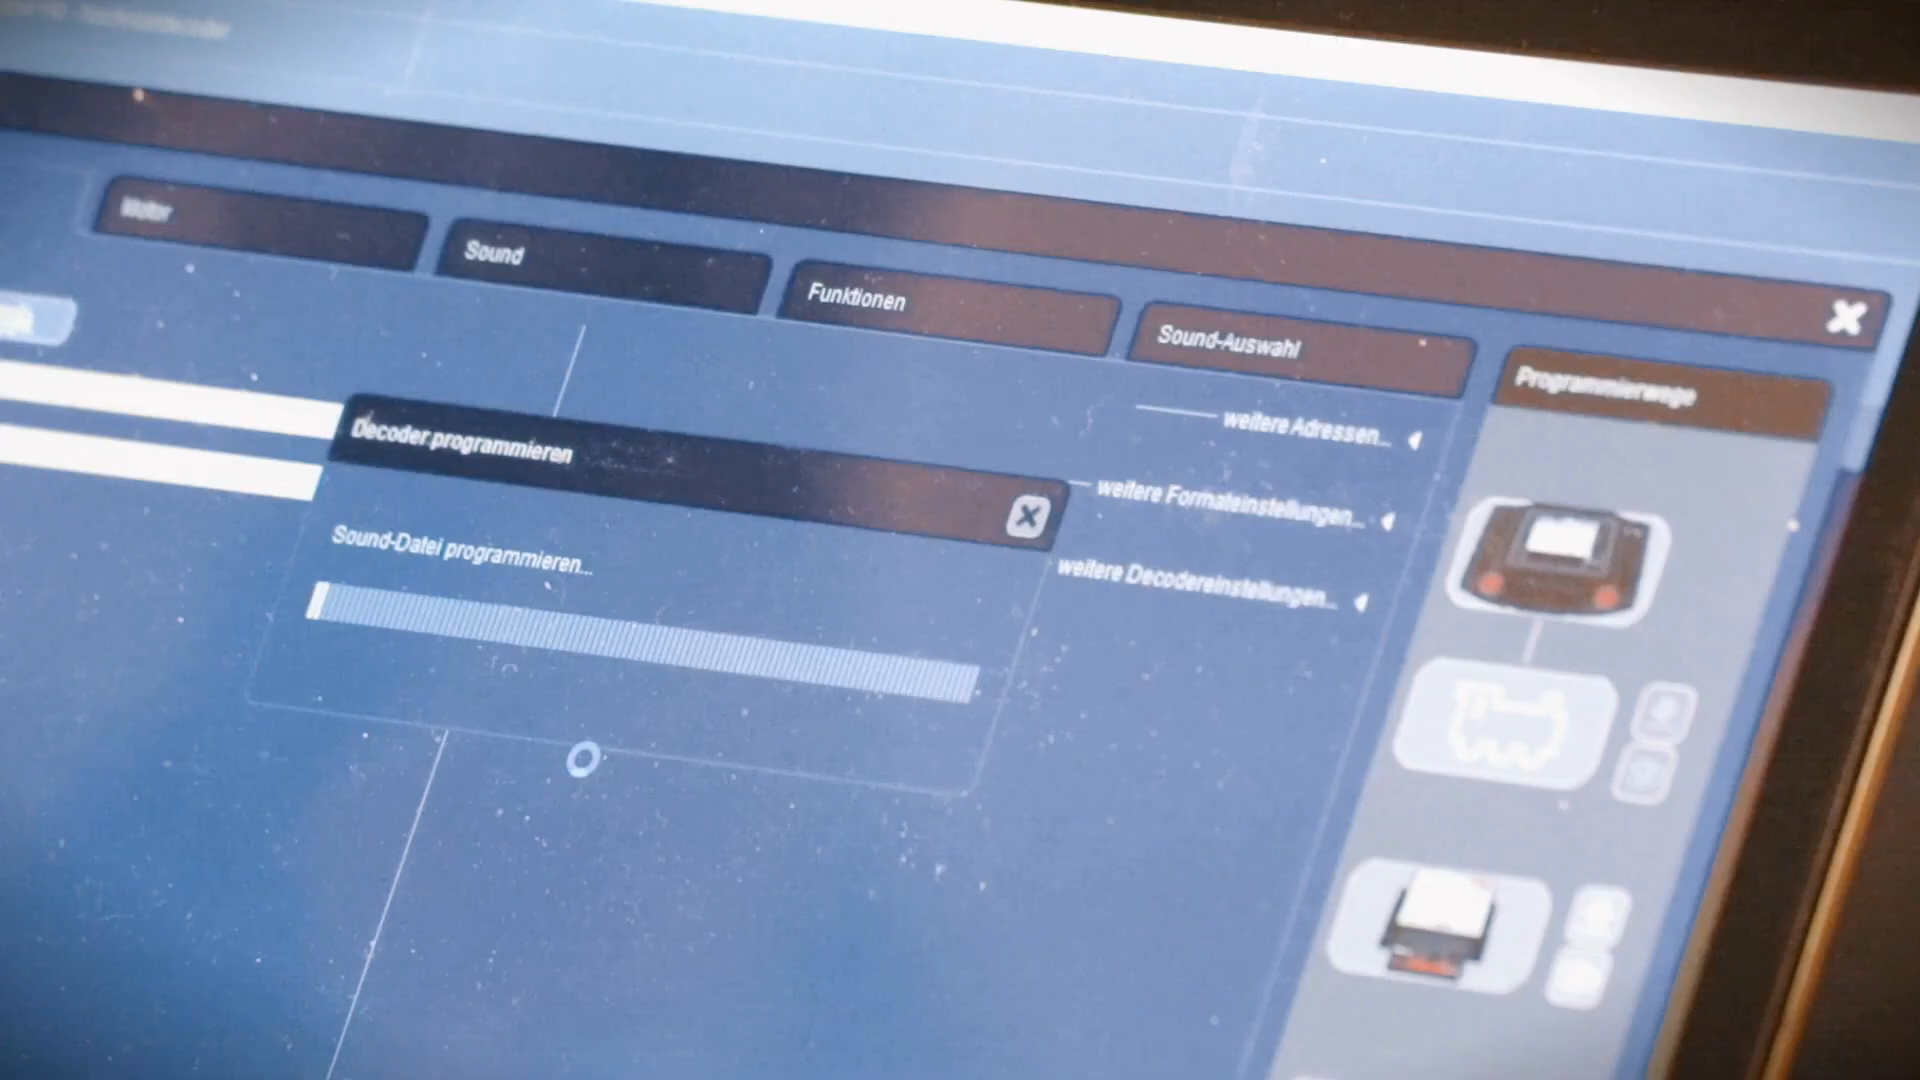 Motor
Sound
Funktionen
Sound-Auswahl
Programmierwege
weitere Adressen...
Decoder programmieren
weitere Formateinstellungen...
Sound-Datei programmieren...
weitere Decodereinstellungen...